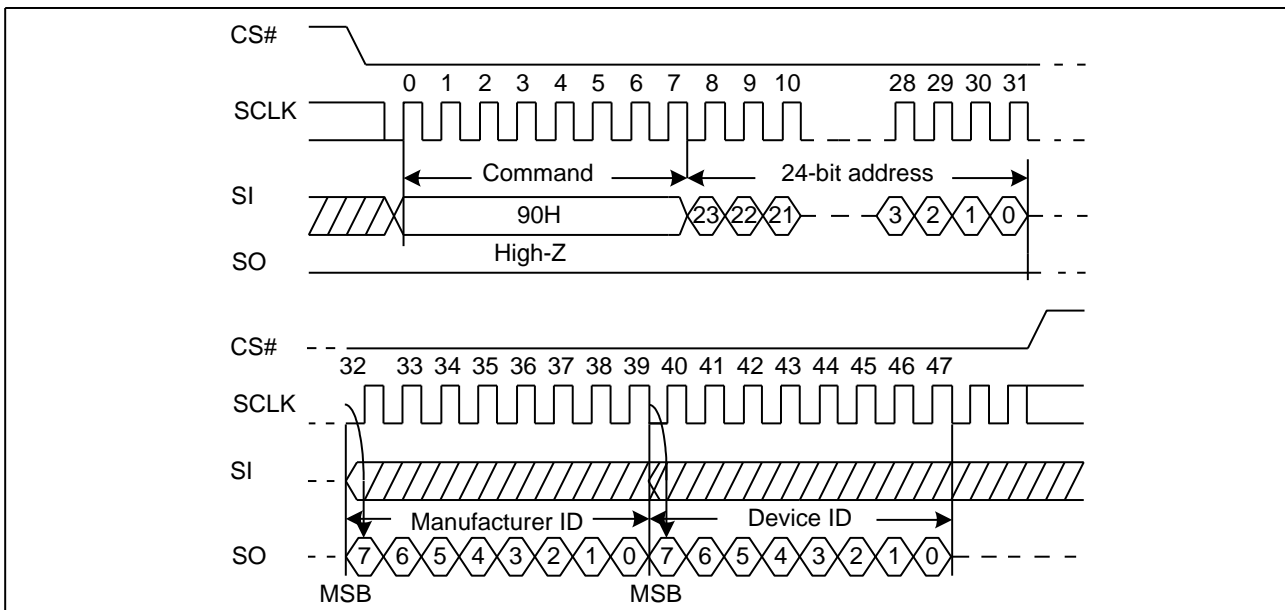 CS#
0 1 2 3 4 5 6 7 8 9 10 28 29 30 31
SCLK
Command 24-bit address
SI
90H 23 22 21 3 2 1 0
High-Z
SO
CS#
32 33 34 35 36 37 38 39 40 41 42 43 44 45 46 47
SCLK
SI
Manufacturer ID Device ID
SO 7 6 5 4 3 2 1 0 7 6 5 4 3 2 1 0
MSB MSB